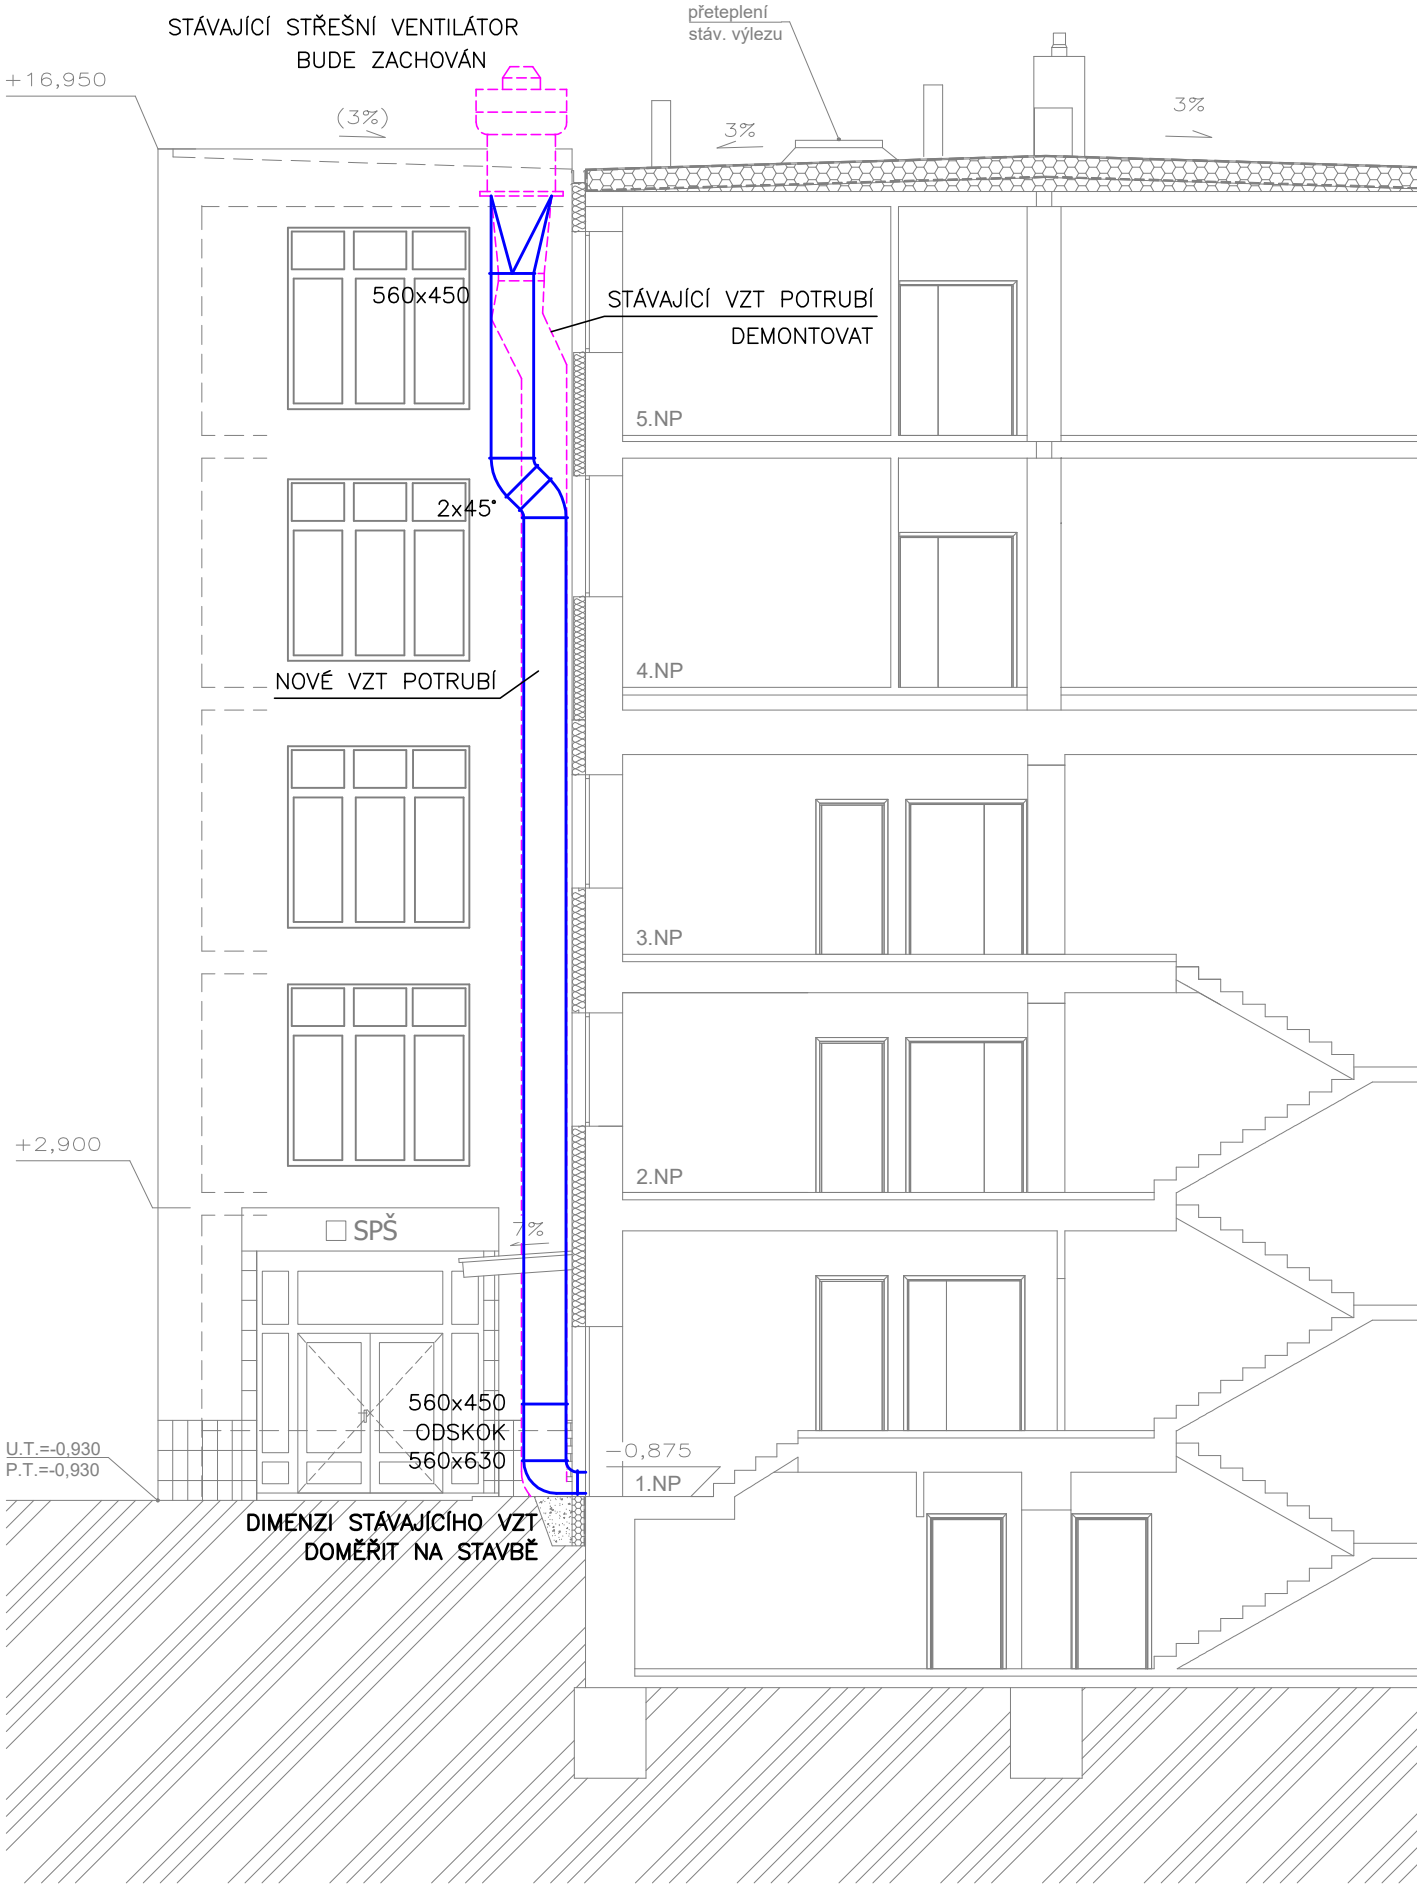 přeteplení
stáv. výlezu
STÁVAJÍCÍ STŘEŠNÍ VENTILÁTOR
BUDE ZACHOVÁN
+16,950
(3%)
3%
3%
560x450
STÁVAJÍCÍ VZT POTRUBÍ
DEMONTOVAT
5.NP
2x45°
4.NP
NOVÉ VZT POTRUBÍ
3.NP
+2,900
2.NP
SPŠ
7%
560x450
ODSKOK
560x630
U.T.=-0,930
P.T.=-0,930
-0,875
1.NP
DIMENZI STÁVAJÍCÍHO VZT
DOMĚŘIT NA STAVBĚ